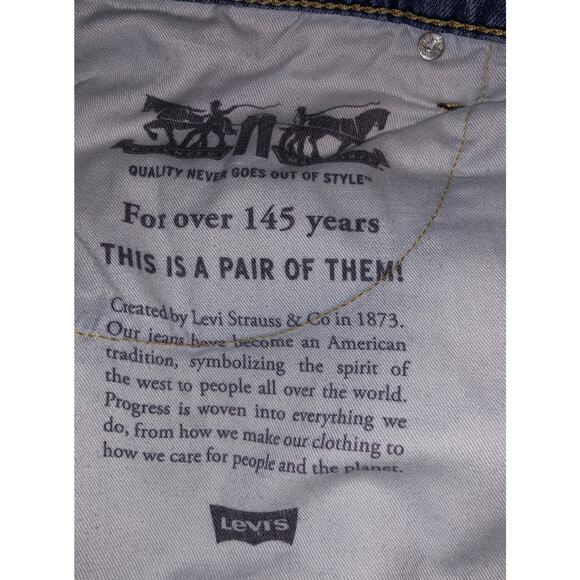 QUALITY NEVER GOES OUT OF STYLE™
For over 145 years
THIS IS A PAIR OF THEM!
Created by Levi Strauss & Co in 1873.
Our jeans have become an American
tradition, symbolizing the spirit of
the west to people all over the world.
Progress is woven into everything we
do, from how we make our clothing to
how we care for people and the planet.
Levi's